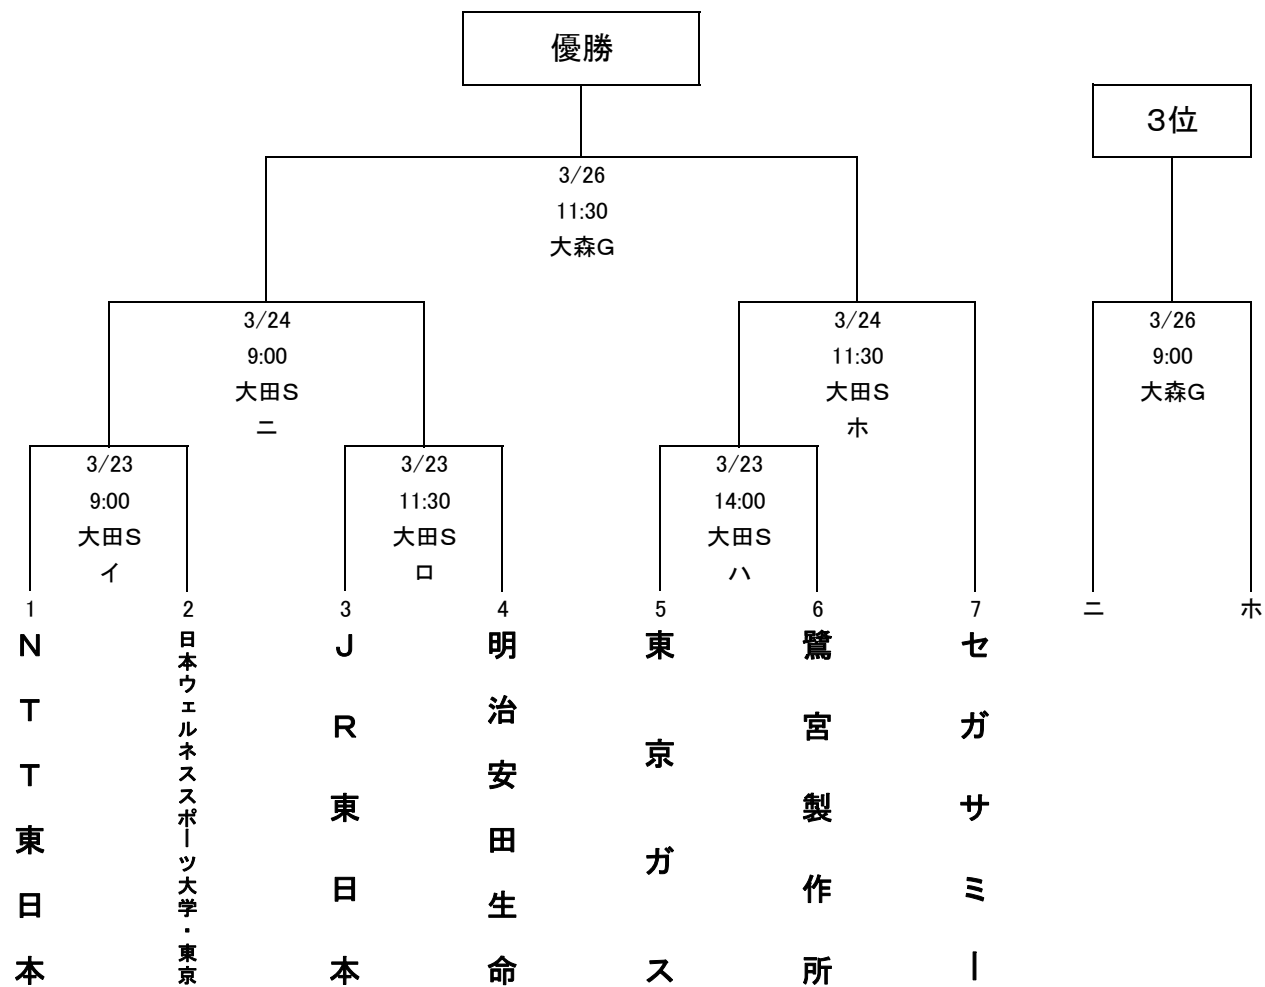 優勝
3位
3/26
11:30
大森G
3/24
9:00
大田S
ニ
3/24
11:30
大田S
ホ
3/26
9:00
大森G
3/23
9:00
大田S
イ
3/23
11:30
大田S
ロ
3/23
14:00
大田S
ハ
1
2
3
4
5
6
7
ニ
ホ
NTT東日本
日本ウェルネススポーツ大学・東京
JR東日本
明治安田生命
東京ガス
鷺宮製作所
セガサミー